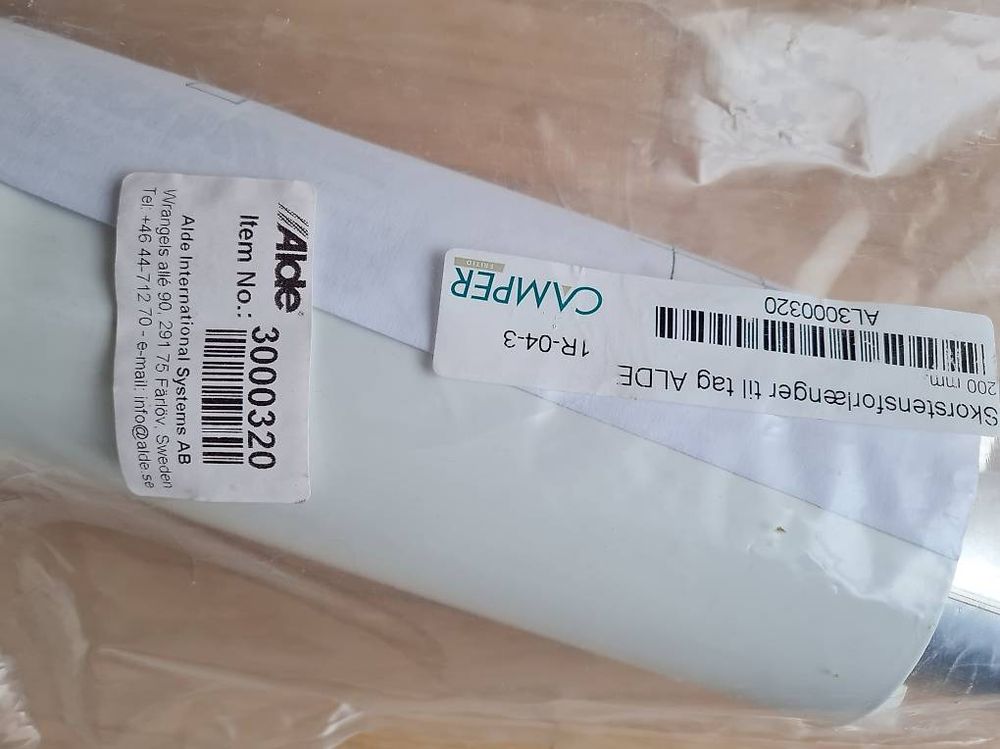 Alde
Item No.: 3000320
Alde International Systems AB
Wrangels allé 90, 291 75 Färlöv, Sweden
Tel: +46 44-712 70 - e-mail: info@alde.se
Skorstensforlænger til tag ALDE
200 mm.
AL3000320
1R-04-3
CAMPER
FRITID